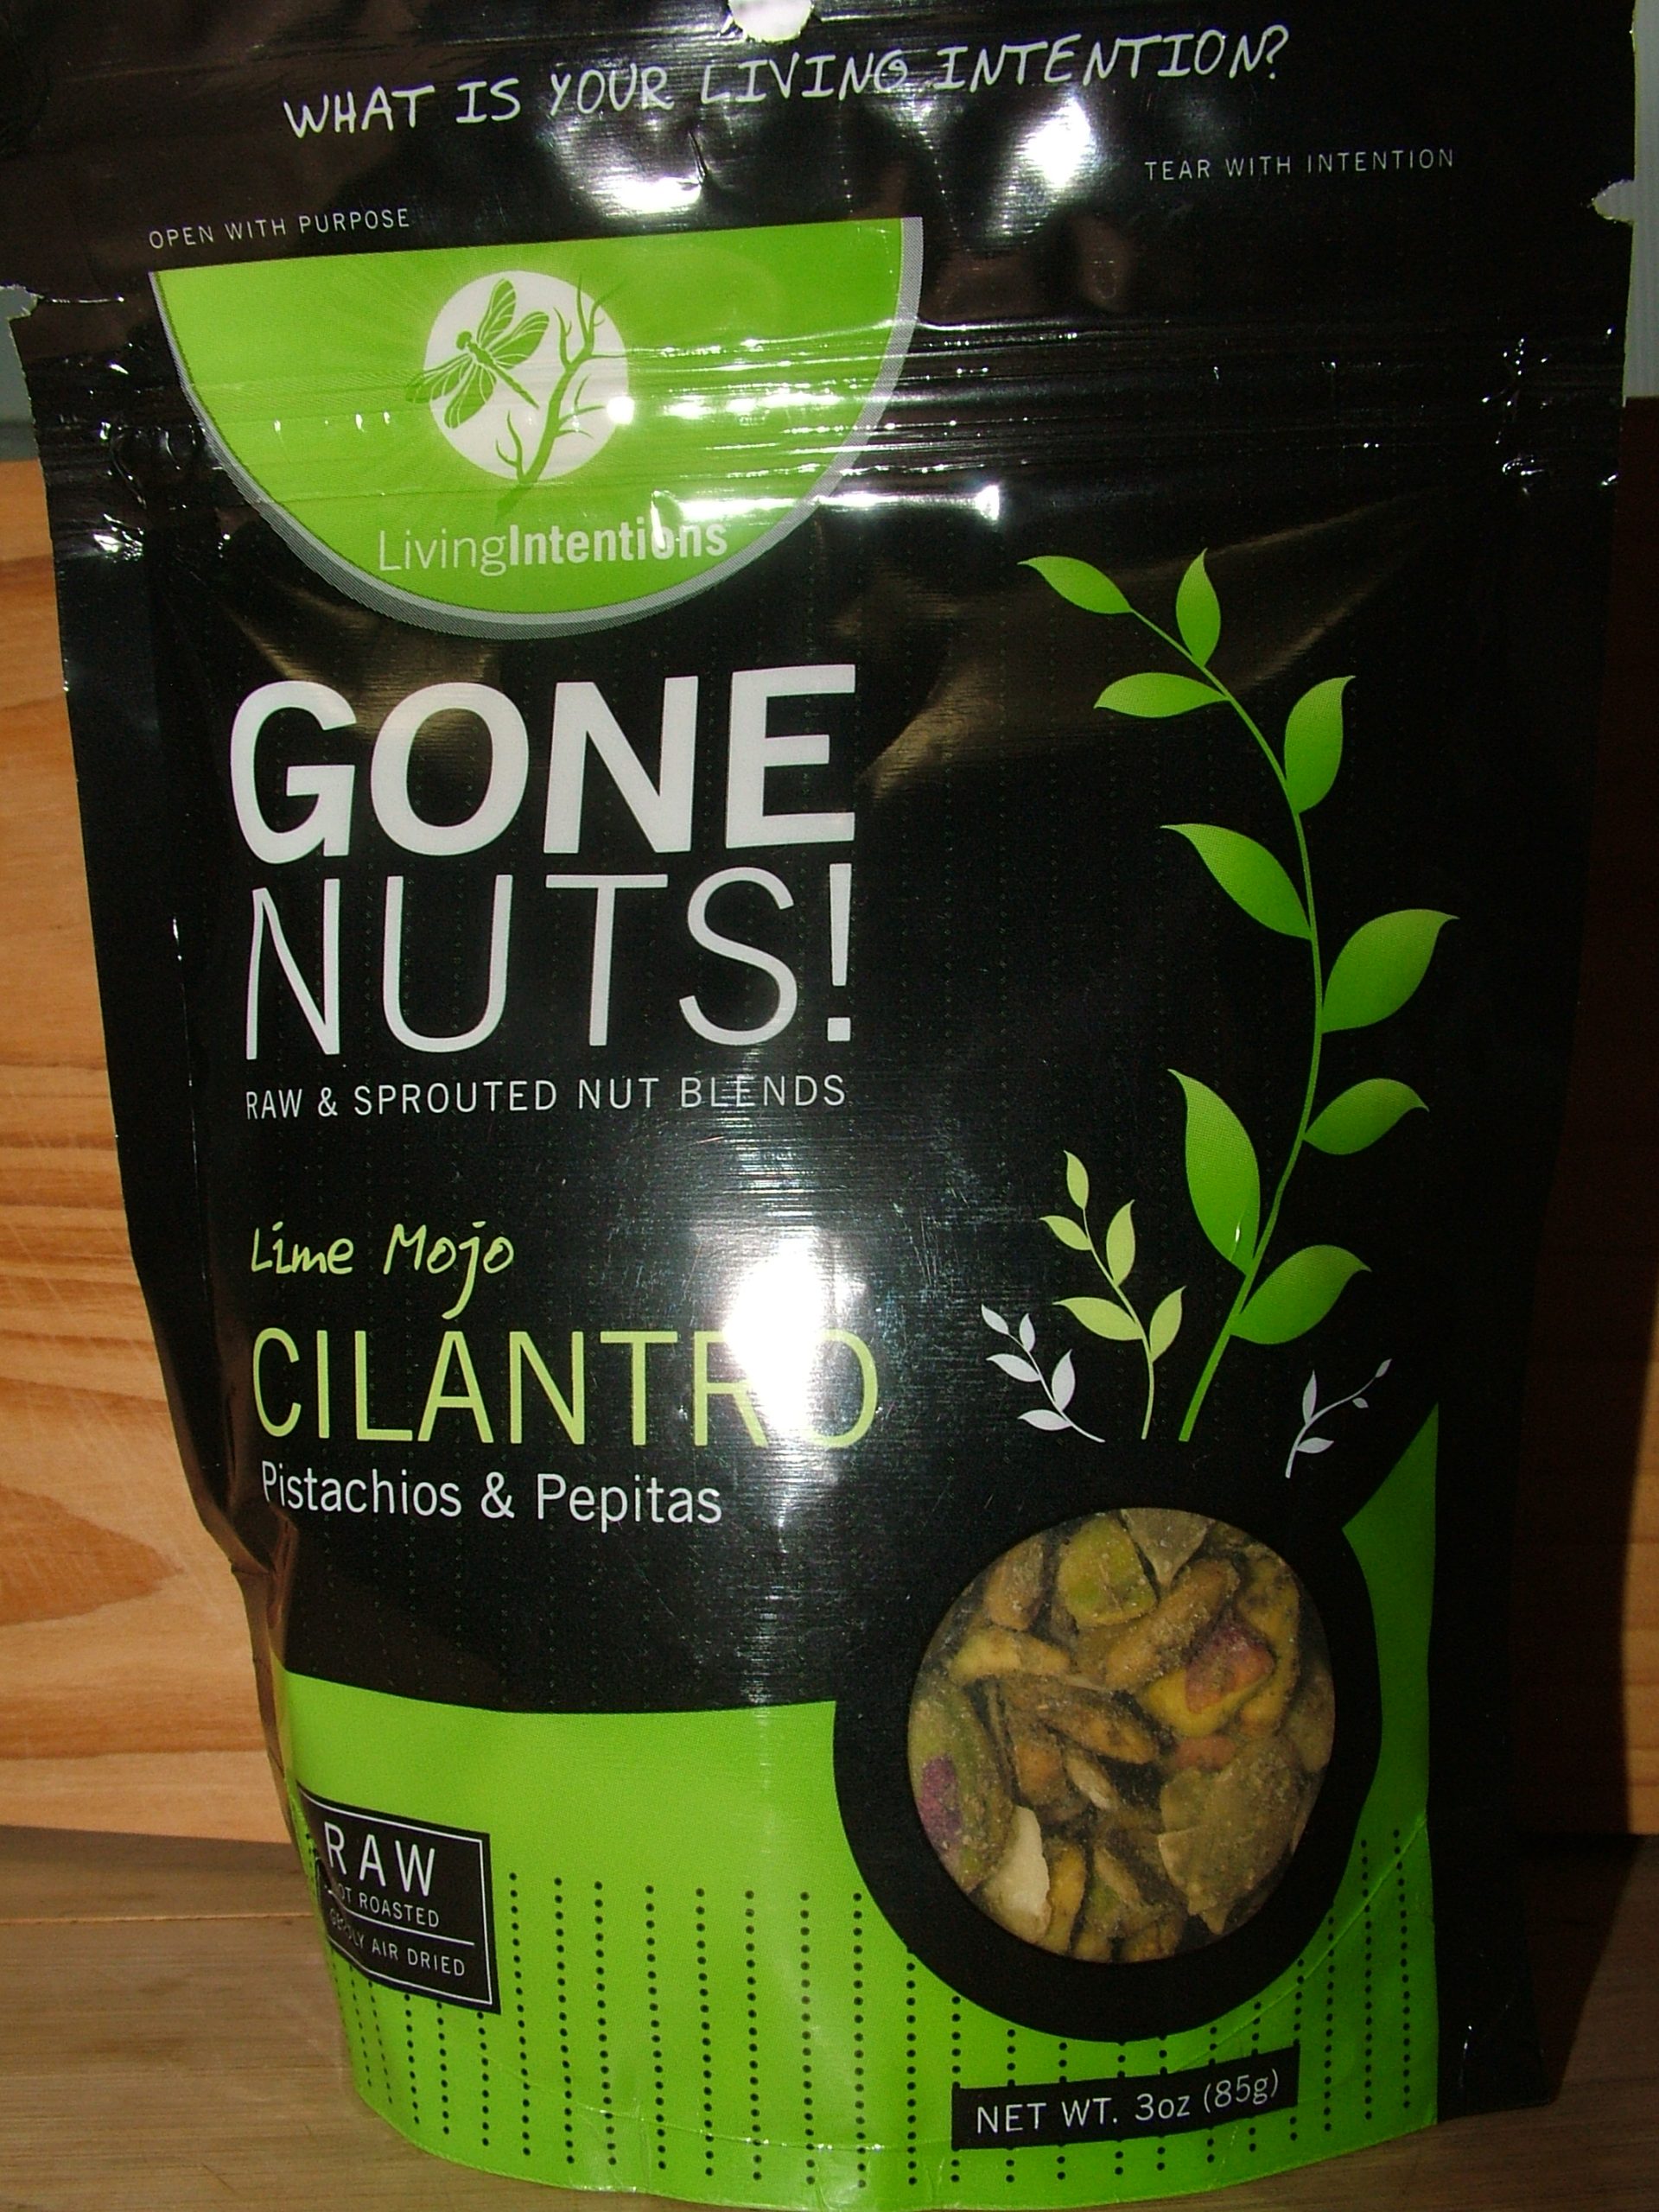 WHAT IS YOUR LIVING INTENTION?
TEAR WITH INTENTION
OPEN WITH PURPOSE
LivingIntentions
GONE
NUTS!
RAW & SPROUTED NUT BLENDS
Lime Mojo
CILANTRO
Pistachios & Pepitas
RAW
NOT ROASTED
AIR DRIED
NET WT. 3oz (85g)